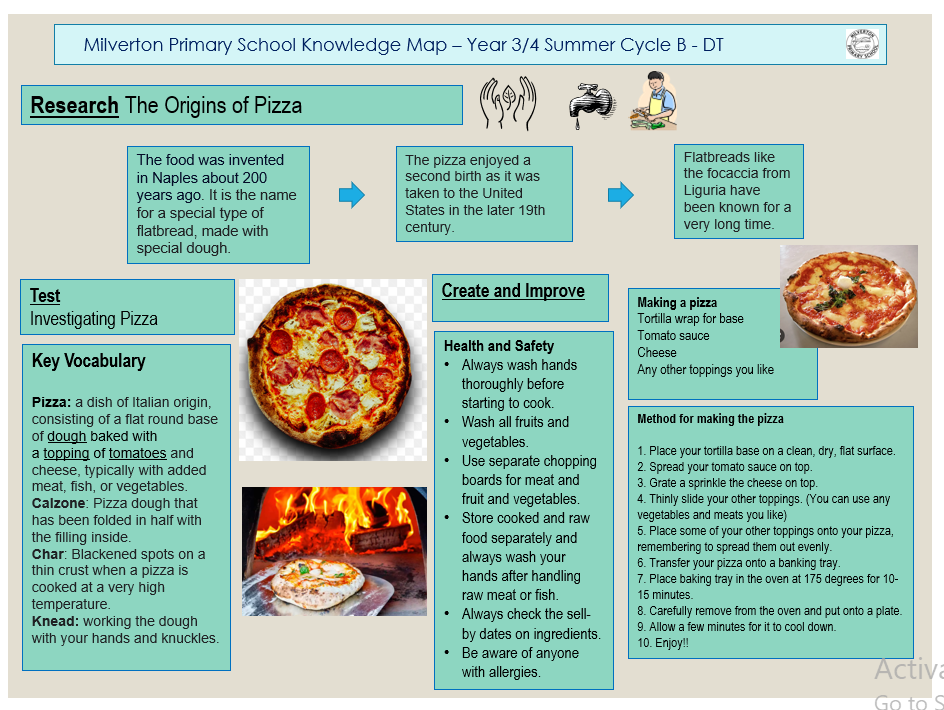 Milverton Primary School Knowledge Map – Year 3/4 Summer Cycle B - DT
MILVERTON
PRIMARY SCHOOL
Research The Origins of Pizza
The food was invented
in Naples about 200
years ago. It is the name
for a special type of
flatbread, made with
special dough.
The pizza enjoyed a
second birth as it was
taken to the United
States in the later 19th
century.
Flatbreads like
the focaccia from
Liguria have
been known for a
very long time.
Test
Investigating Pizza
Key Vocabulary
Pizza: a dish of Italian origin,
consisting of a flat round base
of dough baked with
a topping of tomatoes and
cheese, typically with added
meat, fish, or vegetables.
Calzone: Pizza dough that
has been folded in half with
the filling inside.
Char: Blackened spots on a
thin crust when a pizza is
cooked at a very high
temperature.
Knead: working the dough
with your hands and knuckles.
Create and Improve
Health and Safety
• Always wash hands
thoroughly before
starting to cook.
• Wash all fruits and
vegetables.
• Use separate chopping
boards for meat and
fruit and vegetables.
• Store cooked and raw
food separately and
always wash your
hands after handling
raw meat or fish.
• Always check the sell-
by dates on ingredients.
• Be aware of anyone
with allergies.
Making a pizza
Tortilla wrap for base
Tomato sauce
Cheese
Any other toppings you like
Method for making the pizza
1. Place your tortilla base on a clean, dry, flat surface.
2. Spread your tomato sauce on top.
3. Grate a sprinkle the cheese on top.
4. Thinly slide your other toppings. (You can use any
vegetables and meats you like)
5. Place some of your other toppings onto your pizza,
remembering to spread them out evenly.
6. Transfer your pizza onto a banking tray.
7. Place baking tray in the oven at 175 degrees for 10-
15 minutes.
8. Carefully remove from the oven and put onto a plate.
9. Allow a few minutes for it to cool down.
10. Enjoy!!
Activa
Go to S